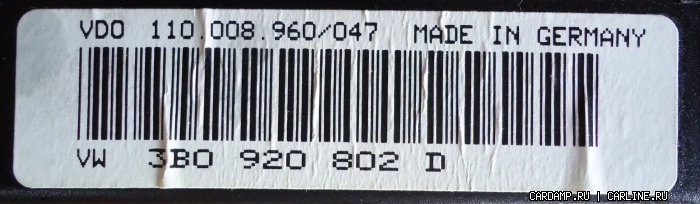 VDO 110.008.960/047 MADE IN GERMANY
VW 3B0 920 802 D
CARDAMP.RU | CARLINE.RU